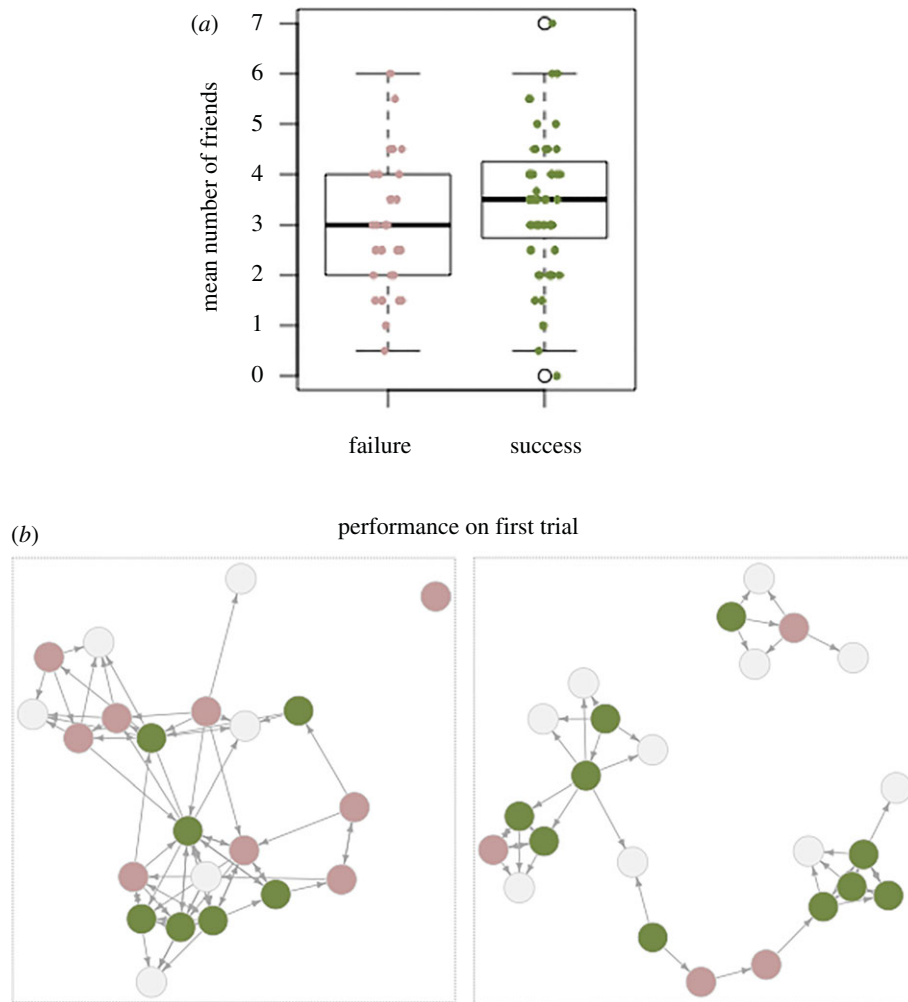 (a)
7
6
5
4
3
2
1
0
mean number of friends
failure success
performance on first trial
(b)